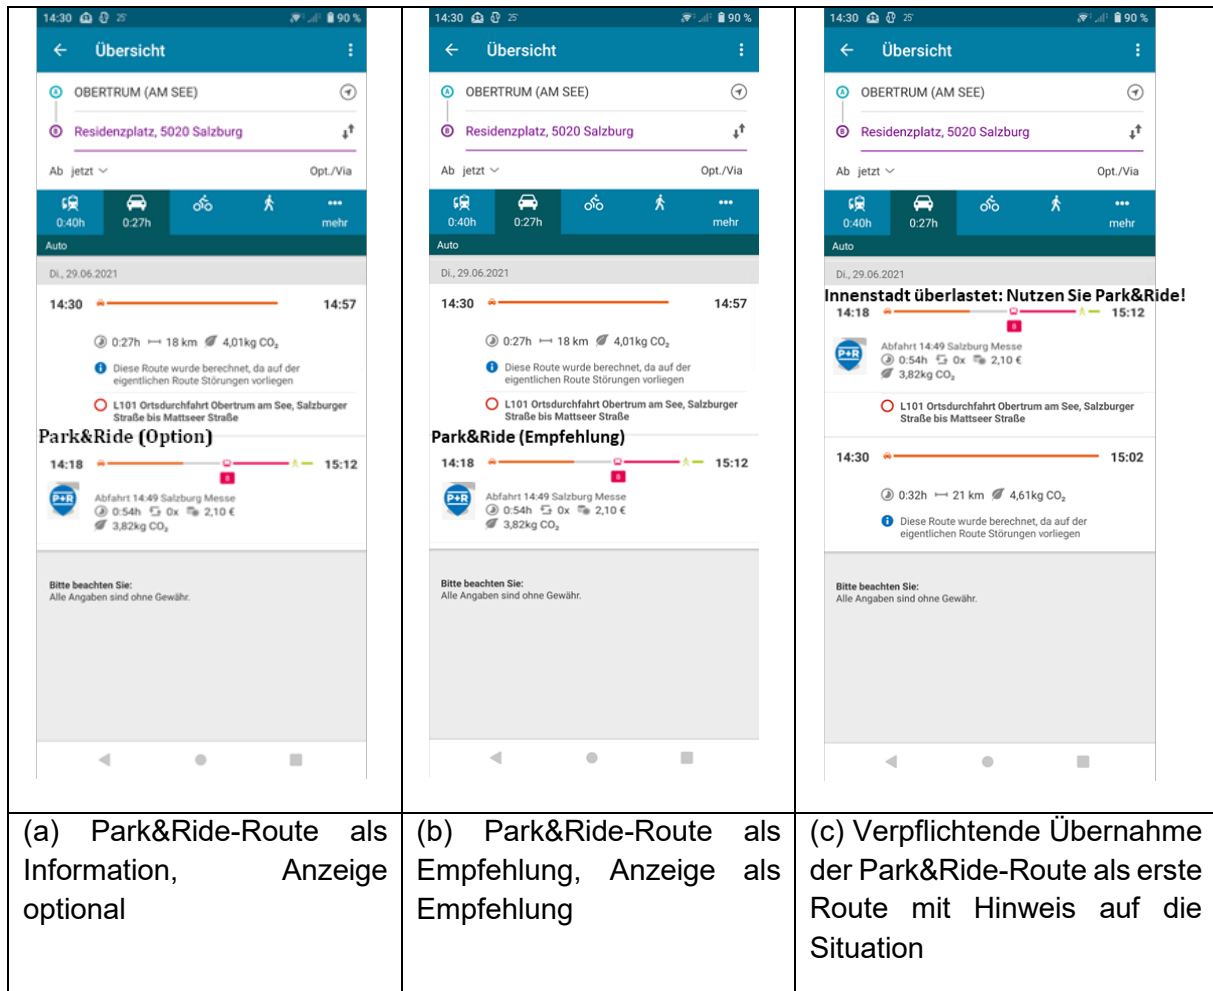 14:30 25° 90 %
Übersicht
A OBERTRUM (AM SEE)
B Residenzplatz, 5020 Salzburg
Ab jetzt Opt./Via
0:40h 0:27h mehr
Auto
Di., 29.06.2021
14:30 14:57
0:27h 18 km 4,01kg CO₂
Diese Route wurde berechnet, da auf der
eigentlichen Route Störungen vorliegen
L101 Ortsdurchfahrt Obertrum am See, Salzburger
Straße bis Mattseer Straße
Park&Ride (Option)
14:18 15:12
8
P+R
Abfahrt 14:49 Salzburg Messe
0:54h 0x 2,10 €
3,82kg CO₂
Bitte beachten Sie:
Alle Angaben sind ohne Gewähr.
(a) Park&Ride-Route als
Information, Anzeige
optional
14:30 25° 90 %
Übersicht
A OBERTRUM (AM SEE)
B Residenzplatz, 5020 Salzburg
Ab jetzt Opt./Via
0:40h 0:27h mehr
Auto
Di., 29.06.2021
14:30 14:57
0:27h 18 km 4,01kg CO₂
Diese Route wurde berechnet, da auf der
eigentlichen Route Störungen vorliegen
L101 Ortsdurchfahrt Obertrum am See, Salzburger
Straße bis Mattseer Straße
Park&Ride (Empfehlung)
14:18 15:12
8
P+R
Abfahrt 14:49 Salzburg Messe
0:54h 0x 2,10 €
3,82kg CO₂
Bitte beachten Sie:
Alle Angaben sind ohne Gewähr.
(b) Park&Ride-Route als
Empfehlung, Anzeige als
Empfehlung
14:30 25° 90 %
Übersicht
A OBERTRUM (AM SEE)
B Residenzplatz, 5020 Salzburg
Ab jetzt Opt./Via
0:40h 0:27h mehr
Auto
Di., 29.06.2021
Innenstadt überlastet: Nutzen Sie Park&Ride!
14:18 15:12
8
P+R
Abfahrt 14:49 Salzburg Messe
0:54h 0x 2,10 €
3,82kg CO₂
L101 Ortsdurchfahrt Obertrum am See, Salzburger
Straße bis Mattseer Straße
14:30 15:02
0:32h 21 km 4,61kg CO₂
Diese Route wurde berechnet, da auf der
eigentlichen Route Störungen vorliegen
Bitte beachten Sie:
Alle Angaben sind ohne Gewähr.
(c) Verpflichtende Übernahme
der Park&Ride-Route als erste
Route mit Hinweis auf die
Situation